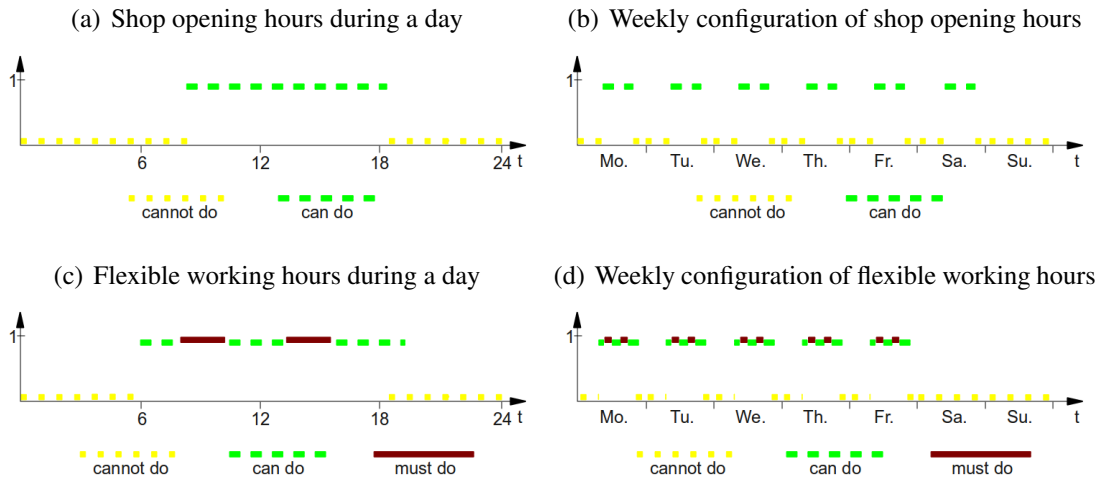 (a) Shop opening hours during a day
1
6 12 18 24 t
cannot do can do
(b) Weekly configuration of shop opening hours
1
Mo. Tu. We. Th. Fr. Sa. Su. t
cannot do can do
(c) Flexible working hours during a day
1
6 12 18 24 t
cannot do can do must do
(d) Weekly configuration of flexible working hours
1
Mo. Tu. We. Th. Fr. Sa. Su. t
cannot do can do must do